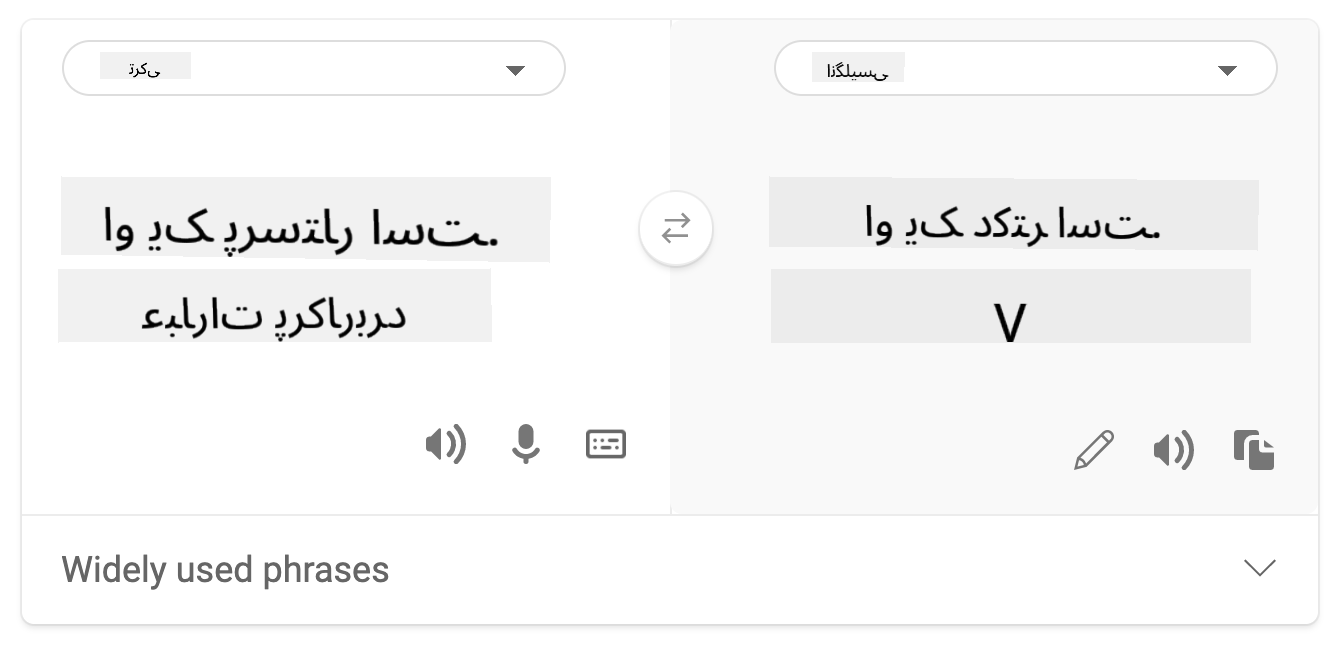 ترکی
انگلیسی
او یک پرستار است.
عبارات پرکاربرد
او یک دکتر است.
V
Widely used phrases